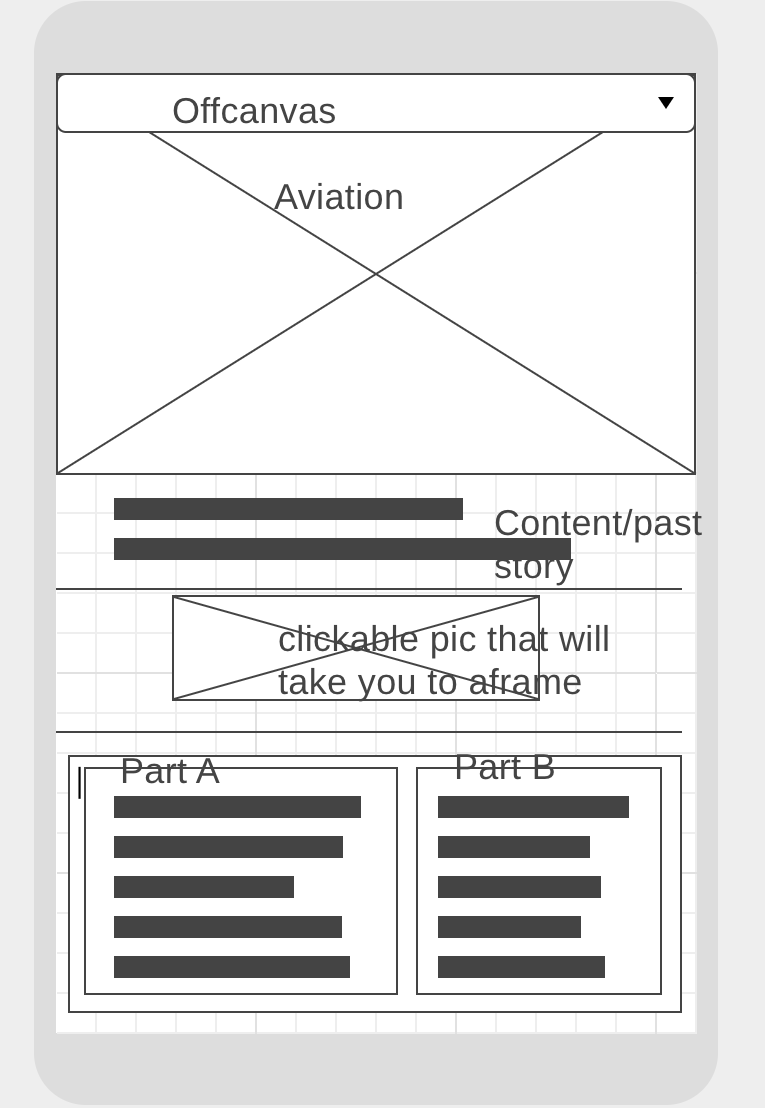 Offcanvas
Aviation
Content/past
story
clickable pic that will
take you to aframe
Part A
Part B